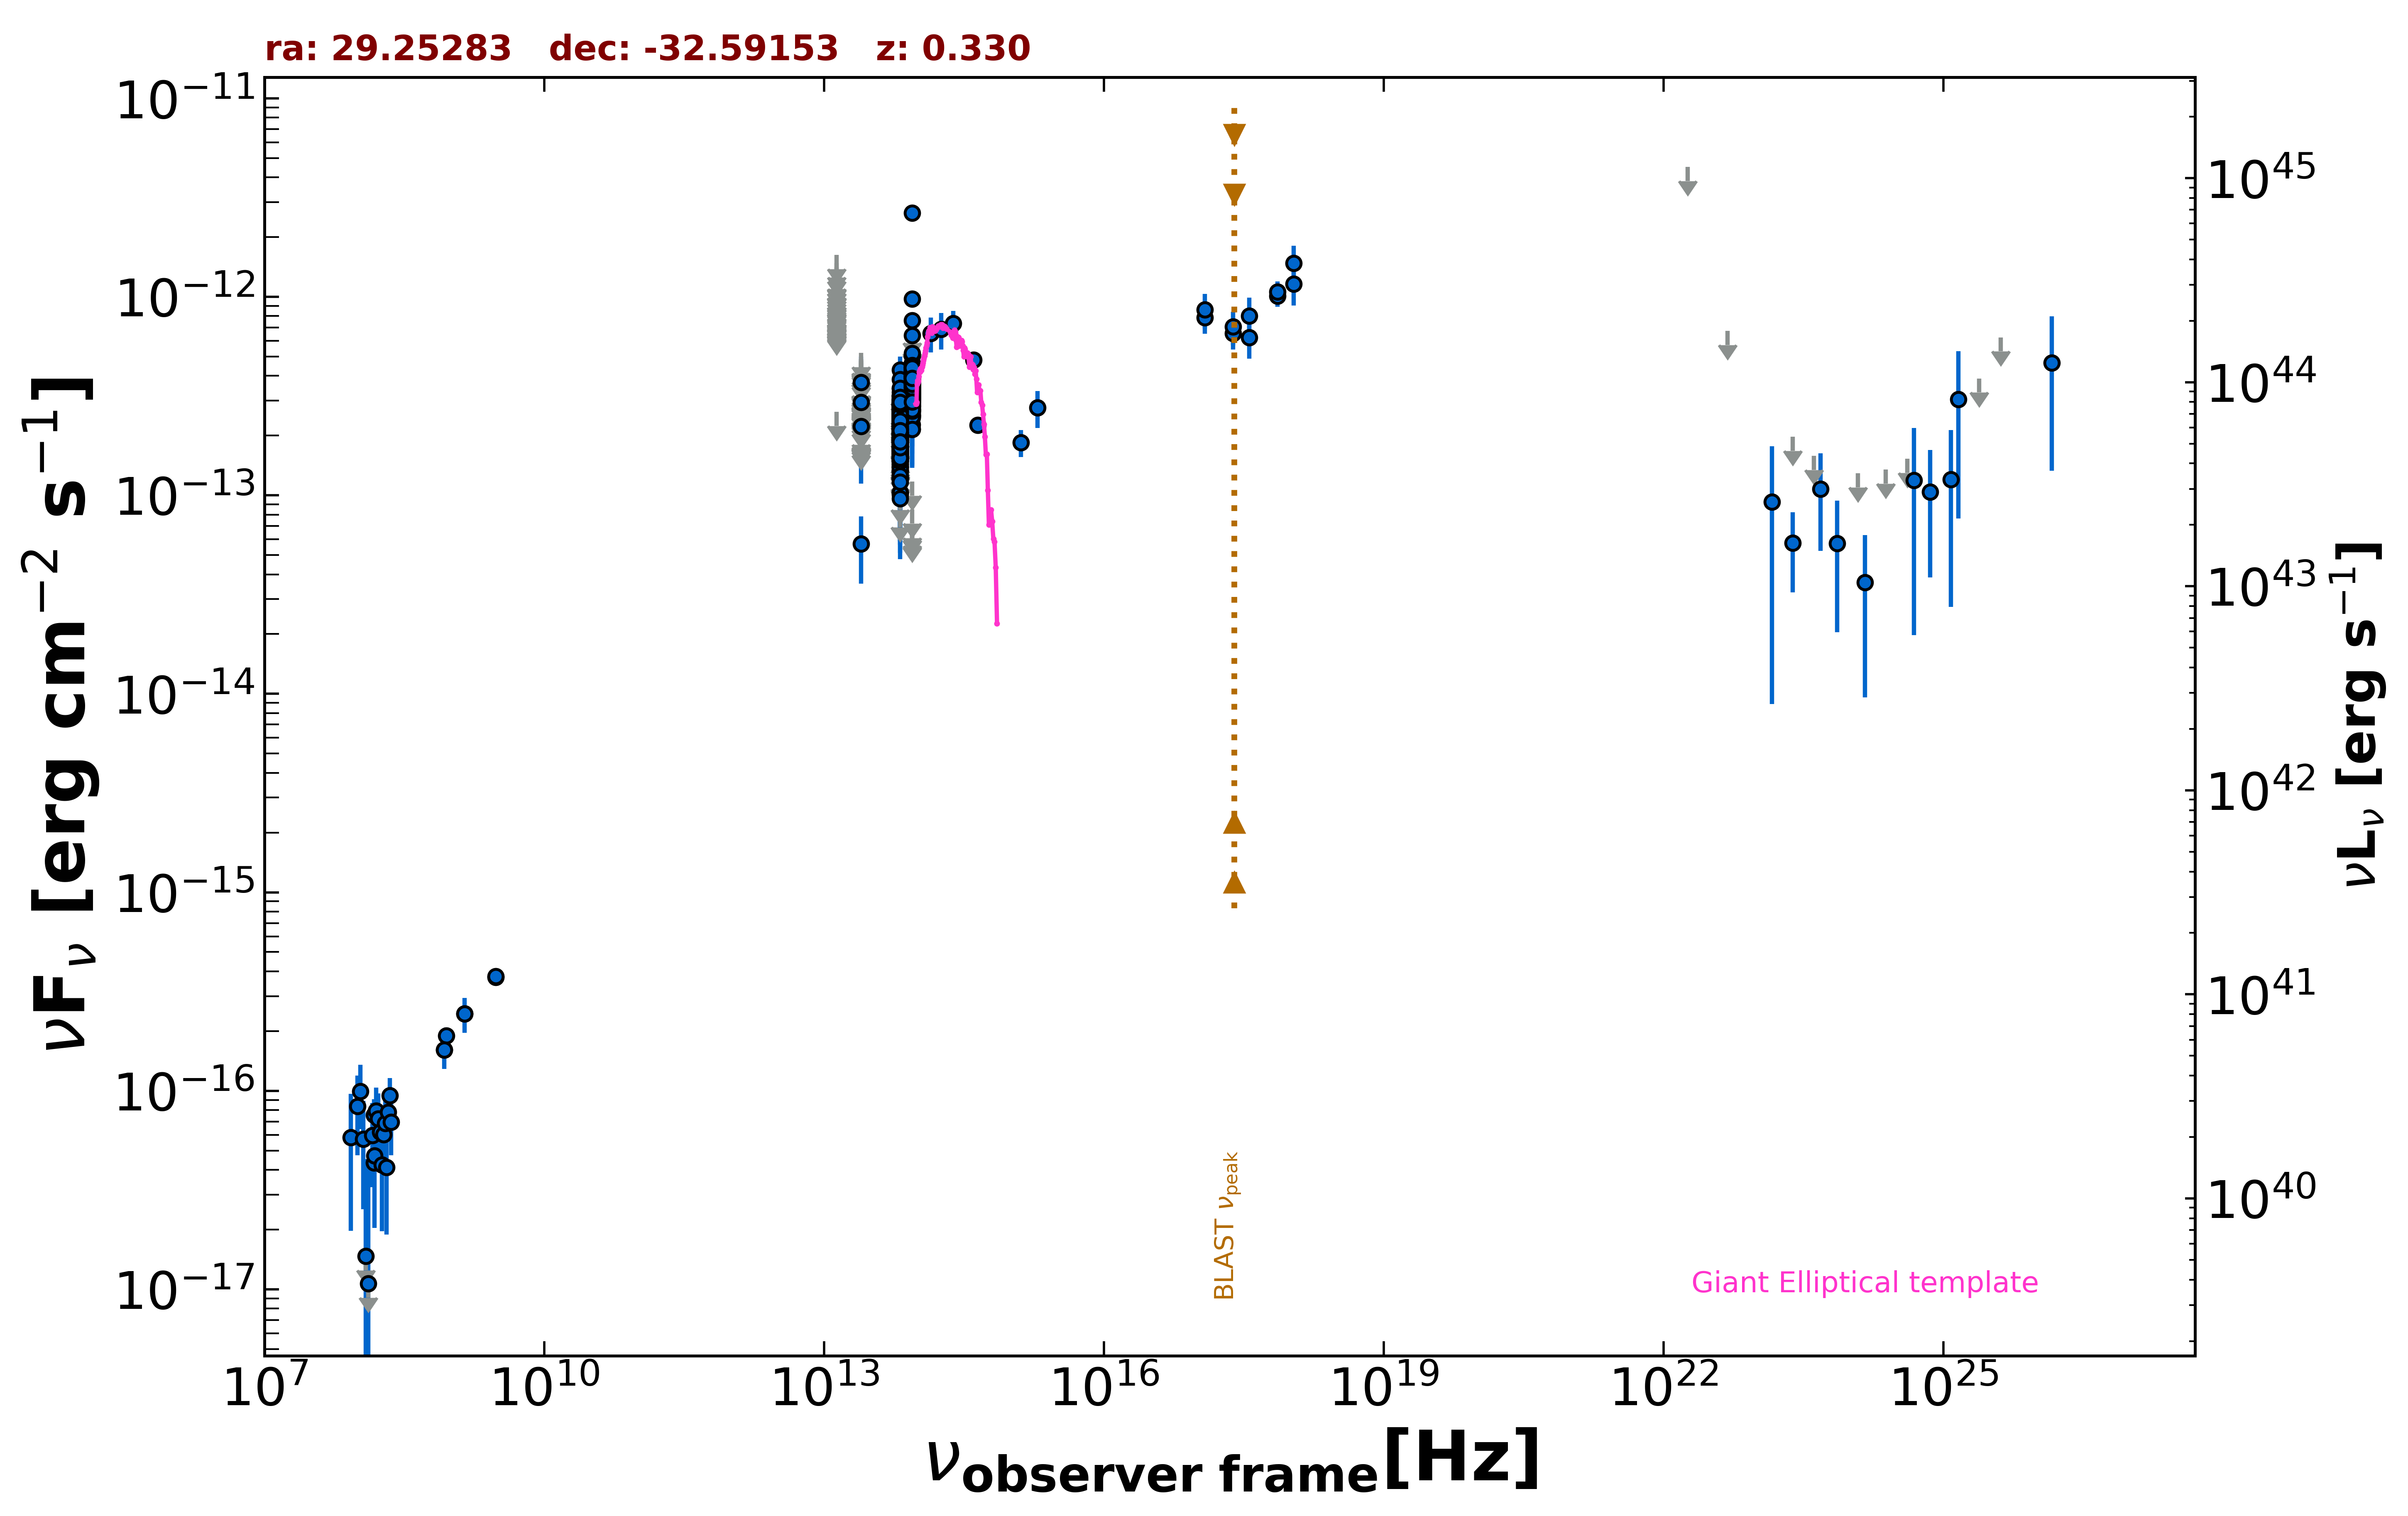 ra: 29.25283 dec: -32.59153 z: 0.330
10⁻¹¹
10⁻¹²
10⁻¹³
10⁻¹⁴
10⁻¹⁵
10⁻¹⁶
10⁻¹⁷
νF_ν [erg cm⁻² s⁻¹]
10⁴⁵
10⁴⁴
10⁴³
10⁴²
10⁴¹
10⁴⁰
νL_ν [erg s⁻¹]
BLAST ν_peak
Giant Elliptical template
10⁷ 10¹⁰ 10¹³ 10¹⁶ 10¹⁹ 10²² 10²⁵
ν_observer frame [Hz]